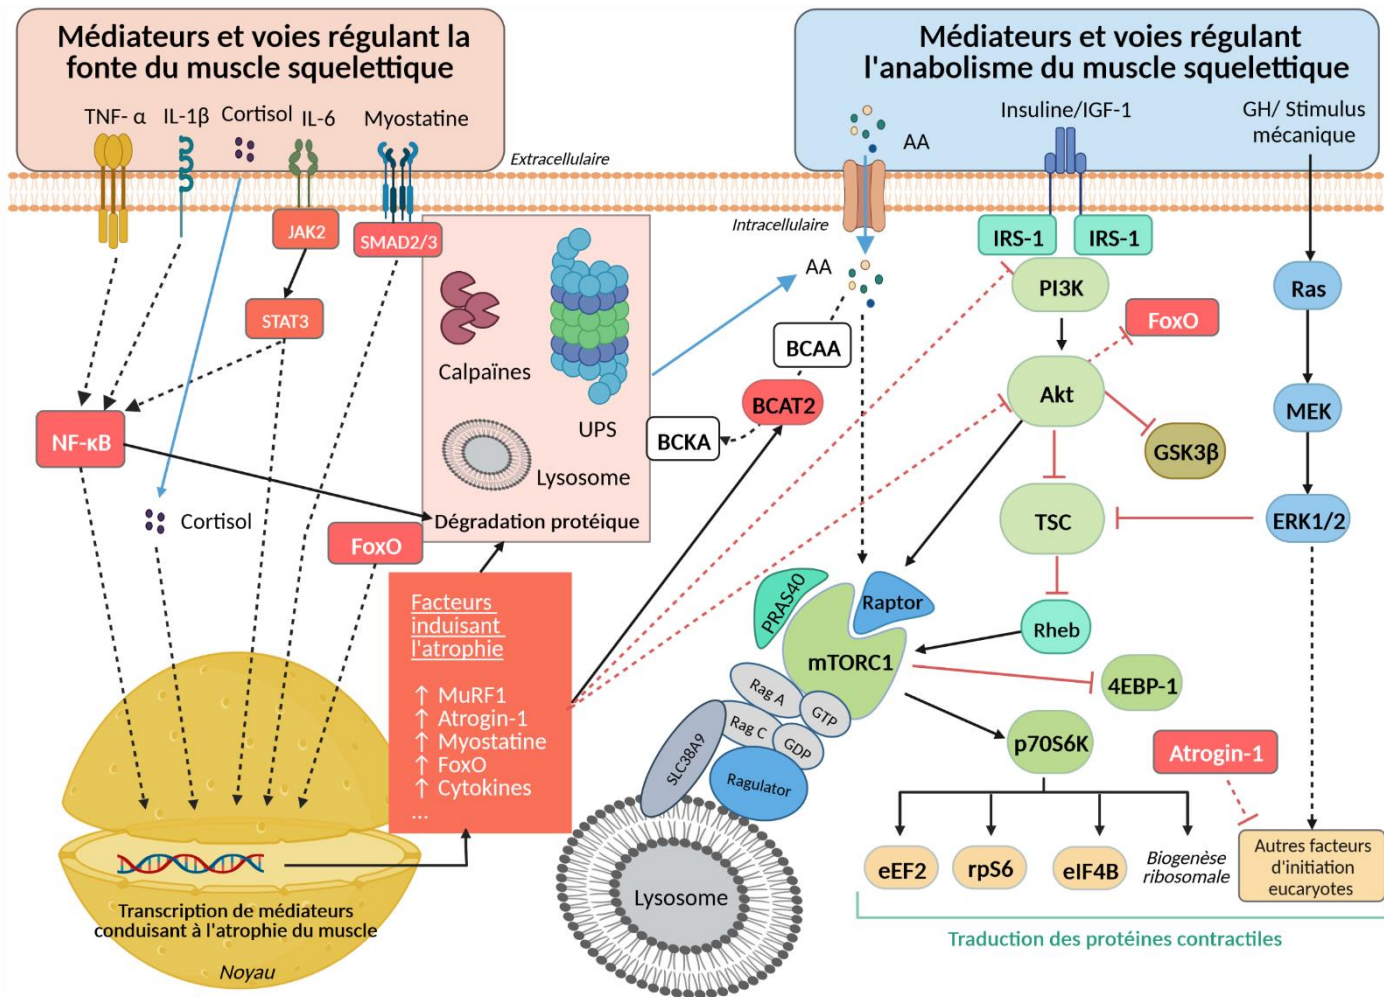 Médiateurs et voies régulant la
fonte du muscle squelettique
TNF- α
IL-1β
Cortisol
IL-6
Myostatine
Extracellulaire
JAK2
SMAD2/3
STAT3
NF-κB
Cortisol
FoxO
Calpaïnes
UPS
Lysosome
Dégradation protéique
Facteurs
induisant
l'atrophie
↑ MuRF1
↑ Atrogin-1
↑ Myostatine
↑ FoxO
↑ Cytokines
...
Transcription de médiateurs
conduisant à l'atrophie du muscle
Noyau
Médiateurs et voies régulant
l'anabolisme du muscle squelettique
AA
Insuline/IGF-1
GH/ Stimulus
mécanique
Intracellulaire
AA
IRS-1
IRS-1
PI3K
Ras
FoxO
BCAA
BCAT2
BCKA
Akt
MEK
GSK3β
TSC
ERK1/2
PRAS40
Raptor
Rheb
mTORC1
4EBP-1
Rag A
GTP
Rag C
GDP
SLC38A9
Ragulator
p70S6K
Atrogin-1
Lysosome
eEF2
rpS6
eIF4B
Biogenèse
ribosomale
Autres facteurs
d'initiation
eucaryotes
Traduction des protéines contractiles